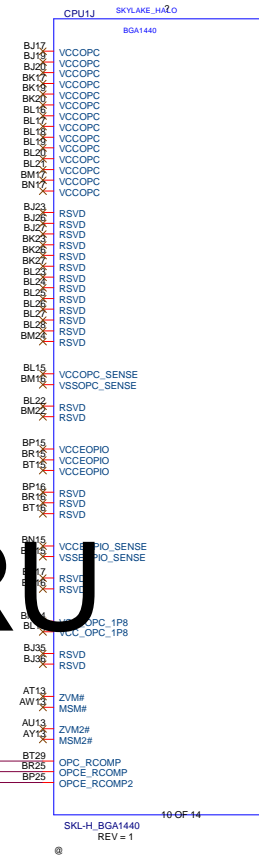 CPU1J
SKYLAKE_HALO
?
BGA1440
BJ17 VCCOPC
BJ19 VCCOPC
BJ20 VCCOPC
BK17 VCCOPC
BK19 VCCOPC
BK20 VCCOPC
BL16 VCCOPC
BL17 VCCOPC
BL18 VCCOPC
BL19 VCCOPC
BL20 VCCOPC
BL21 VCCOPC
BM17 VCCOPC
BN17 VCCOPC
BJ23 RSVD
BJ26 RSVD
BJ27 RSVD
BK23 RSVD
BK26 RSVD
BK27 RSVD
BL23 RSVD
BL24 RSVD
BL25 RSVD
BL26 RSVD
BL27 RSVD
BL28 RSVD
BM24 RSVD
BL15 VCCOPC_SENSE
BM16 VSSOPC_SENSE
BL22 RSVD
BM22 RSVD
BP15 VCCEOPIO
BR15 VCCEOPIO
BT15 VCCEOPIO
BP16 RSVD
BR16 RSVD
BT16 RSVD
BN15 VCCEOPIO_SENSE
VSSEOPIO_SENSE
RSVD
RSVD
VCC_OPC_1P8
VCC_OPC_1P8
BJ35 RSVD
BJ36 RSVD
AT13 ZVM#
AW13 MSM#
AU13 ZVM2#
AY13 MSM2#
BT29 OPC_RCOMP
BR25 OPCE_RCOMP
BP25 OPCE_RCOMP2
10 OF 14
SKL-H_BGA1440
REV = 1
@
RU